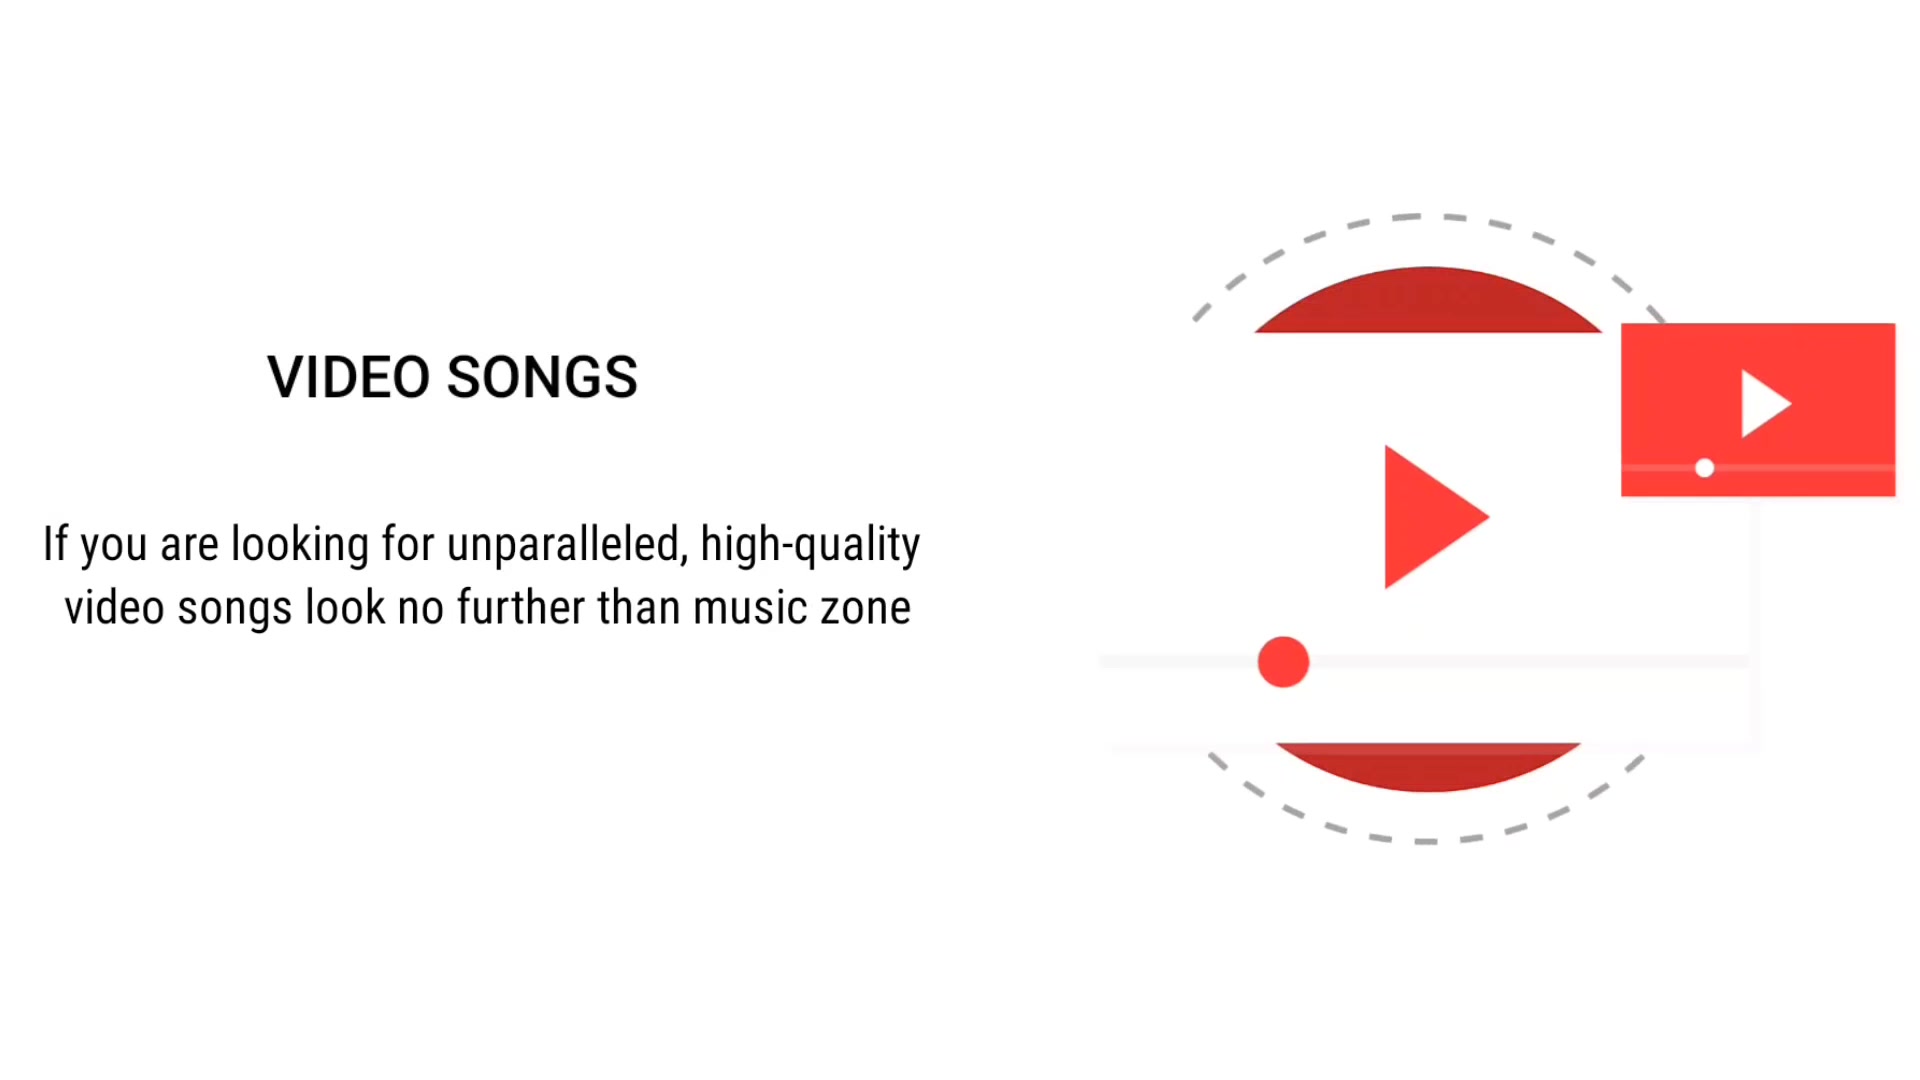 VIDEO SONGS
If you are looking for unparalleled, high-quality
video songs look no further than music zone